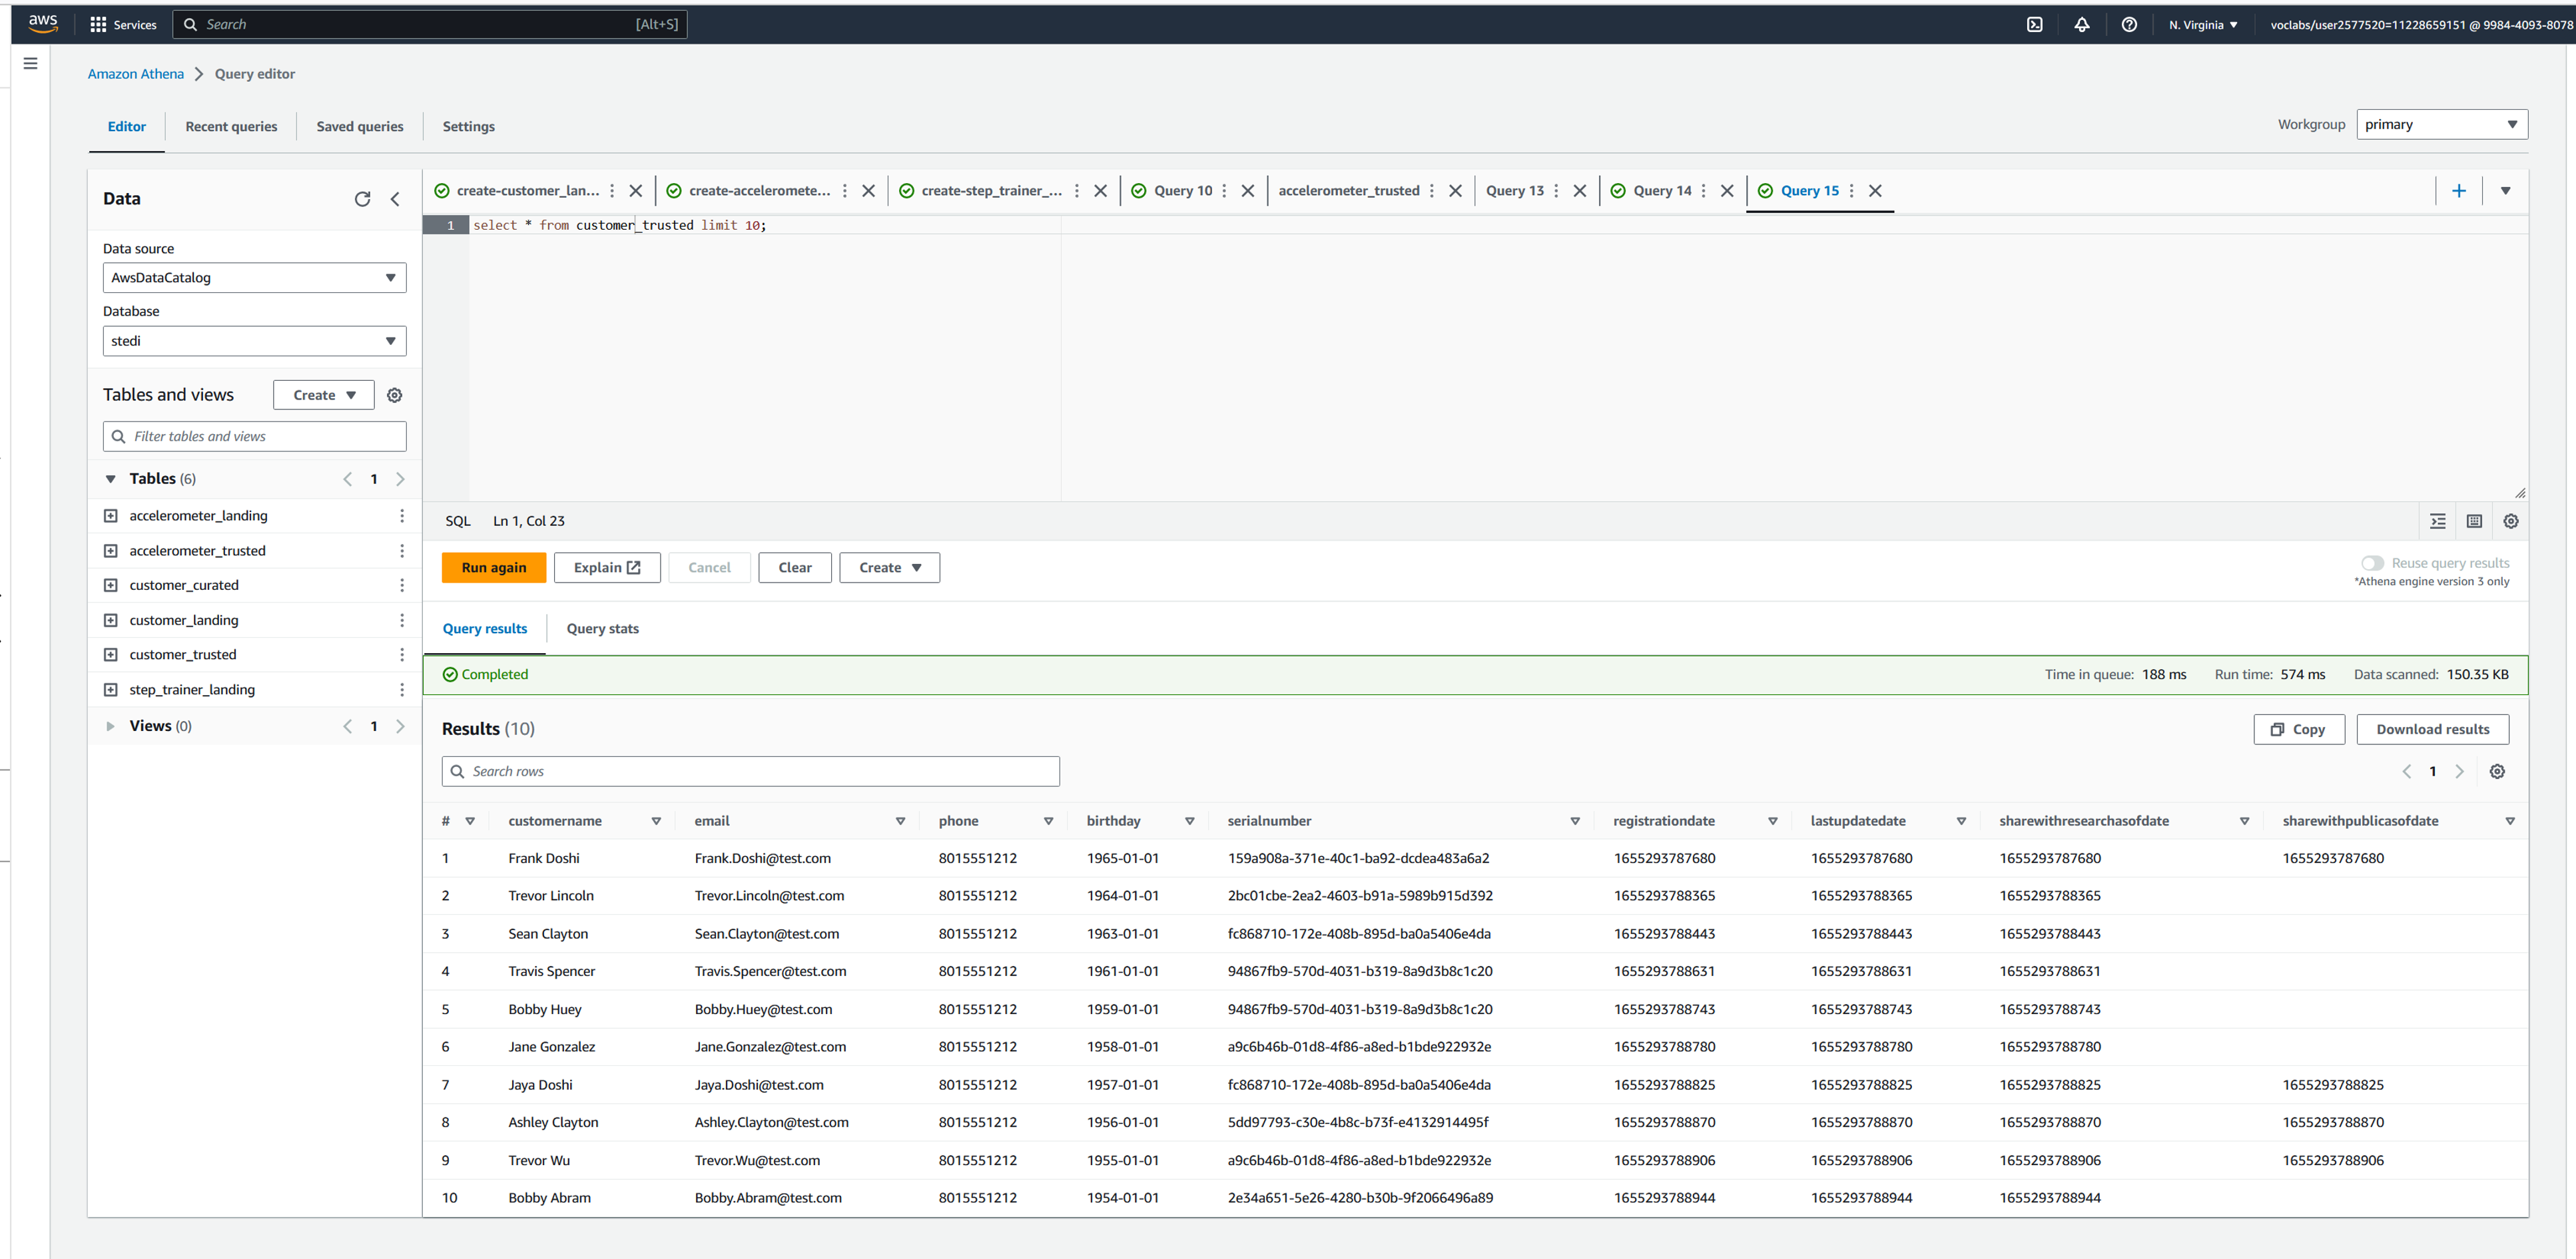 aws Services Search [Alt+S] N. Virginia voclabs/user2577520=11228659151 @ 9984-4093-8078
Amazon Athena Query editor
Editor Recent queries Saved queries Settings Workgroup primary
Data
create-customer_lan... create-acceleromete... create-step_trainer_... Query 10 accelerometer_trusted Query 13 Query 14 Query 15
1 select * from customer_trusted limit 10;
Data source
AwsDataCatalog
Database
stedi
Tables and views Create
Filter tables and views
Tables (6) 1
accelerometer_landing
accelerometer_trusted
customer_curated
customer_landing
customer_trusted
step_trainer_landing
Views (0) 1
SQL Ln 1, Col 23
Run again Explain Cancel Clear Create Reuse query results
*Athena engine version 3 only
Query results Query stats
Completed Time in queue: 188 ms Run time: 574 ms Data scanned: 150.35 KB
Results (10) Copy Download results
Search rows 1
# customername email phone birthday serialnumber registrationdate lastupdatedate sharewithresearchasofdate sharewithpublicasofdate
1 Frank Doshi Frank.Doshi@test.com 8015551212 1965-01-01 159a908a-371e-40c1-ba92-dcdea483a6a2 1655293787680 1655293787680 1655293787680 1655293787680
2 Trevor Lincoln Trevor.Lincoln@test.com 8015551212 1964-01-01 2bc01cbe-2ea2-4603-b91a-5989b915d392 1655293788365 1655293788365 1655293788365
3 Sean Clayton Sean.Clayton@test.com 8015551212 1963-01-01 fc868710-172e-408b-895d-ba0a5406e4da 1655293788443 1655293788443 1655293788443
4 Travis Spencer Travis.Spencer@test.com 8015551212 1961-01-01 94867fb9-570d-4031-b319-8a9d3b8c1c20 1655293788631 1655293788631 1655293788631
5 Bobby Huey Bobby.Huey@test.com 8015551212 1959-01-01 94867fb9-570d-4031-b319-8a9d3b8c1c20 1655293788743 1655293788743 1655293788743
6 Jane Gonzalez Jane.Gonzalez@test.com 8015551212 1958-01-01 a9c6b46b-01d8-4f86-a8ed-b1bde922932e 1655293788780 1655293788780 1655293788780
7 Jaya Doshi Jaya.Doshi@test.com 8015551212 1957-01-01 fc868710-172e-408b-895d-ba0a5406e4da 1655293788825 1655293788825 1655293788825 1655293788825
8 Ashley Clayton Ashley.Clayton@test.com 8015551212 1956-01-01 5dd97793-c30e-4b8c-b73f-e4132914495f 1655293788870 1655293788870 1655293788870 1655293788870
9 Trevor Wu Trevor.Wu@test.com 8015551212 1955-01-01 a9c6b46b-01d8-4f86-a8ed-b1bde922932e 1655293788906 1655293788906 1655293788906 1655293788906
10 Bobby Abram Bobby.Abram@test.com 8015551212 1954-01-01 2e34a651-5e26-4280-b30b-9f2066496a89 1655293788944 1655293788944 1655293788944